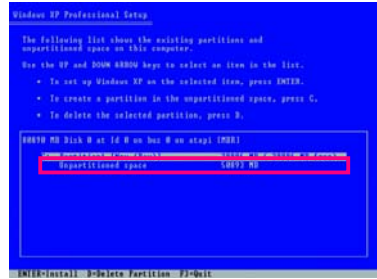 Windows XP Professional Setup
The following list shows the existing partitions and
unpartitioned space on this computer.
Use the UP and DOWN ARROW keys to select an item in the list.
• To set up Windows XP on the selected item, press ENTER.
• To create a partition in the unpartitioned space, press C.
• To delete the selected partition, press D.
MB Disk 0 at Id 0 on bus 0 on atapi [MBR]
Unpartitioned space 50893 MB
ENTER=Install D=Delete Partition F3=Quit